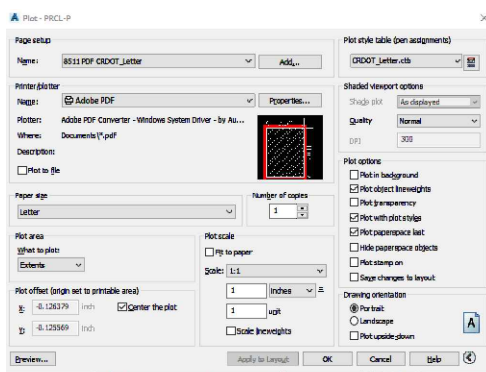 Plot - PRCL-P
Page setup
Name: 8511 PDF CRDOT_Letter Add...
Printer/plotter
Name: Adobe PDF Properties...
Plotter: Adobe PDF Converter - Windows System Driver - by Au...
Where: Documents\*.pdf
Description:
Plot to file
Paper size
Letter
Number of copies
1
Plot area
What to plot:
Extents
Plot offset (origin set to printable area)
X: -0.126379 inch Center the plot
Y: -0.125569 inch
Plot scale
Fit to paper
Scale: 1:1
1 inches =
1 unit
Scale lineweights
Plot style table (pen assignments)
CRDOT_Letter.ctb
Shaded viewport options
Shade plot As displayed
Quality Normal
DPI 300
Plot options
Plot in background
Plot object lineweights
Plot transparency
Plot with plot styles
Plot paperspace last
Hide paperspace objects
Plot stamp on
Save changes to layout
Drawing orientation
Portrait
Landscape
Plot upside-down
A
Preview... Apply to Layout OK Cancel Help